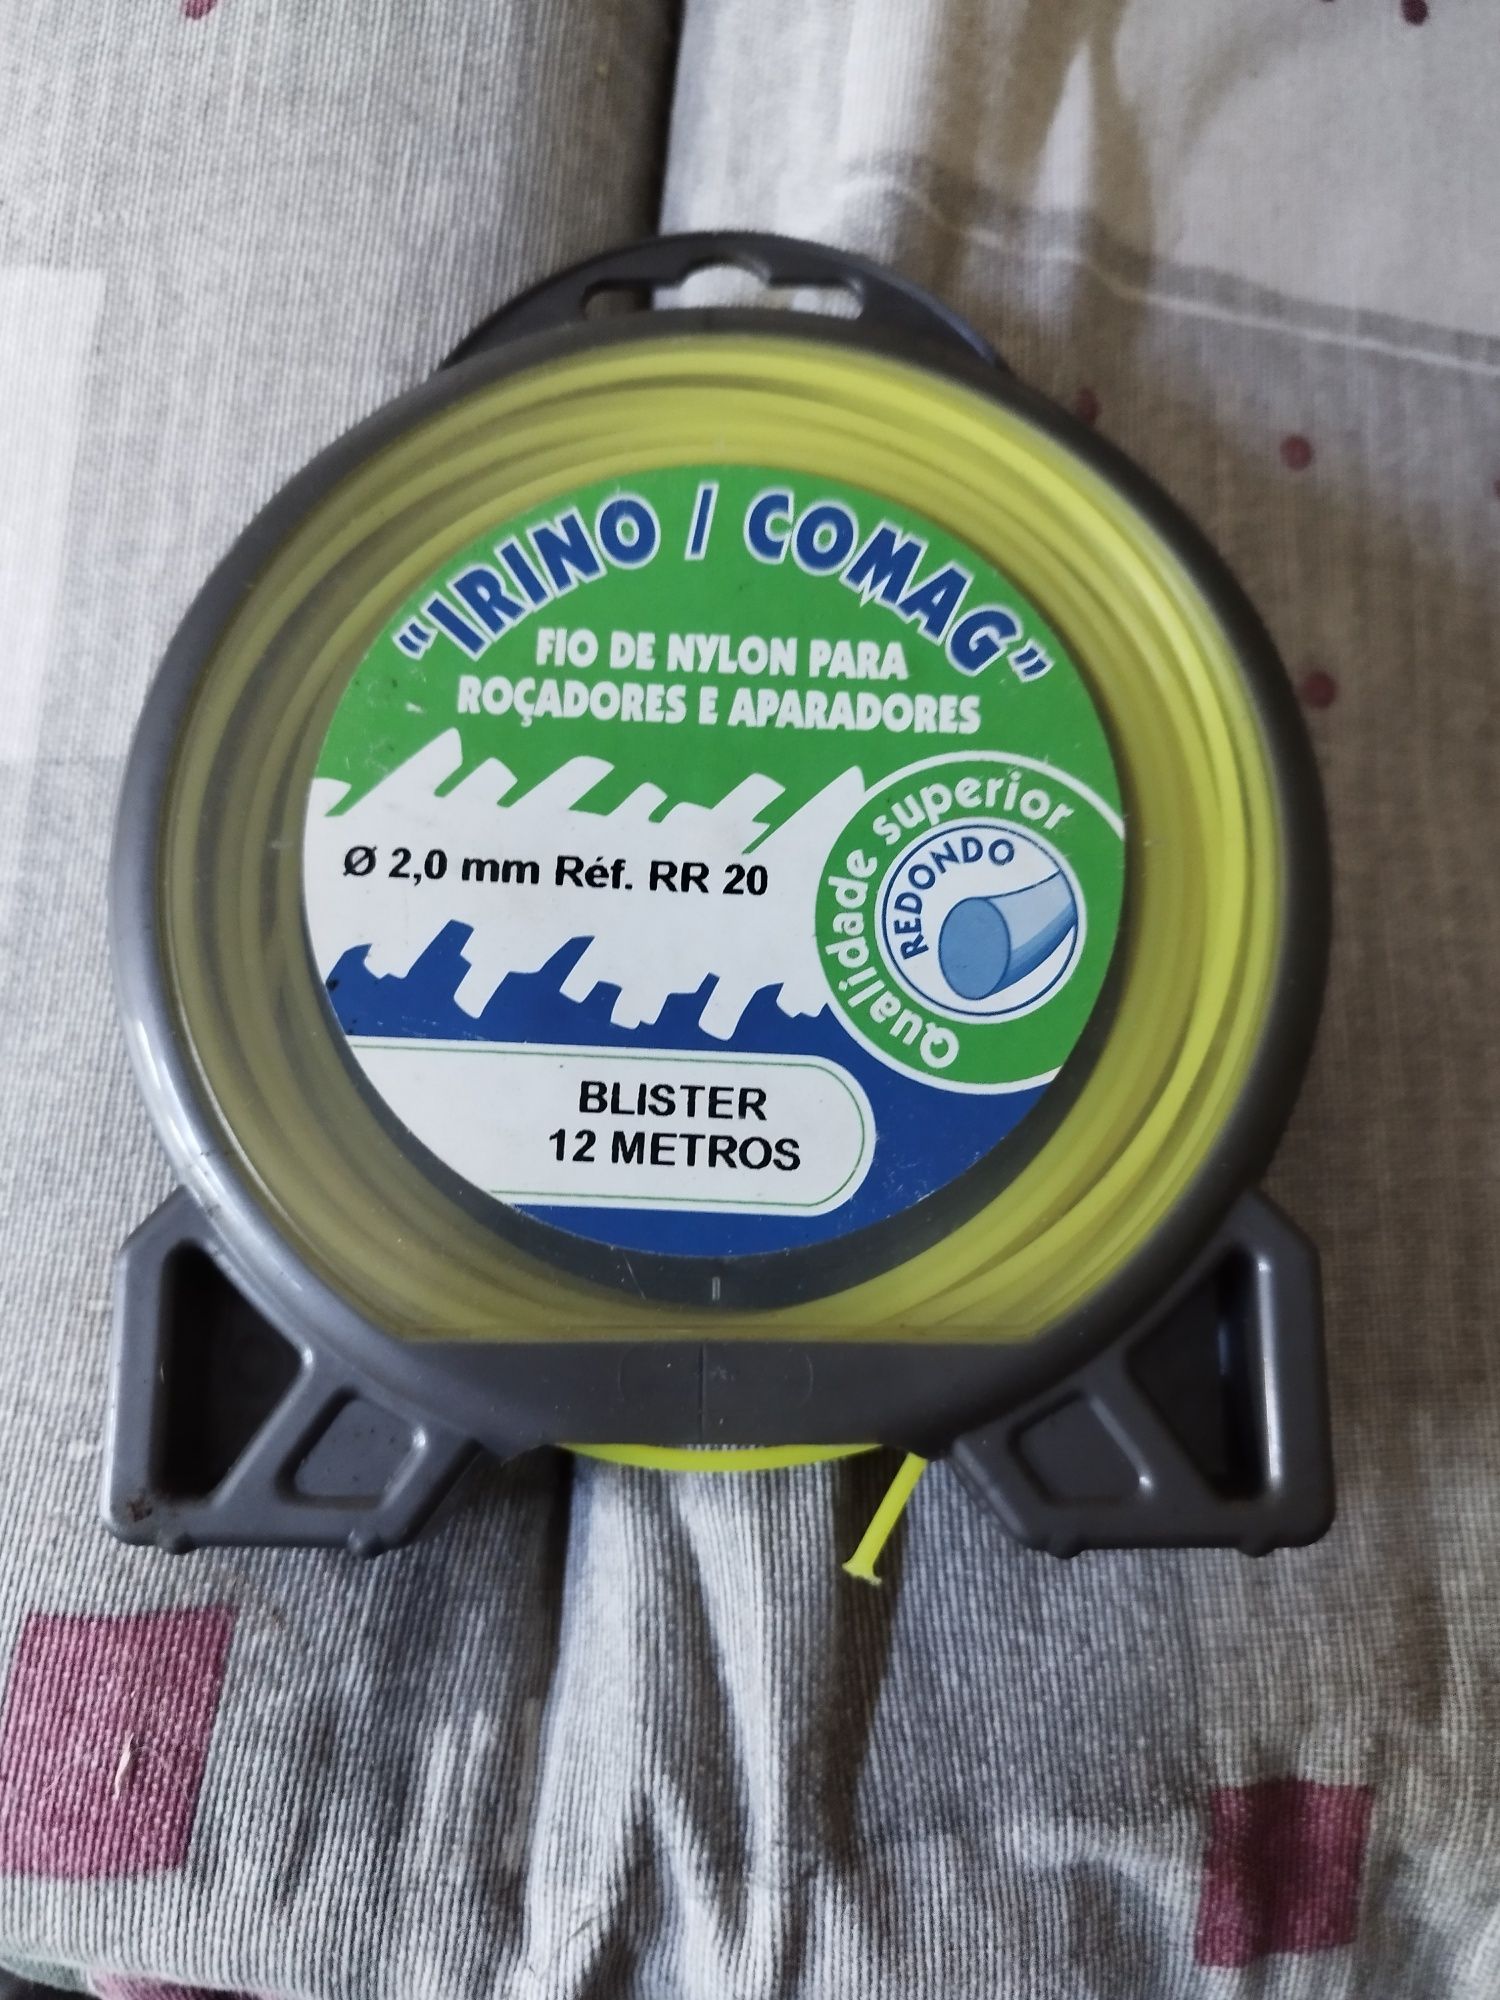 "IRINO / COMAG"
FIO DE NYLON PARA
ROÇADORES E APARADORES
Qualidade superior
REDONDO
Ø 2,0 mm Réf. RR 20
BLISTER
12 METROS